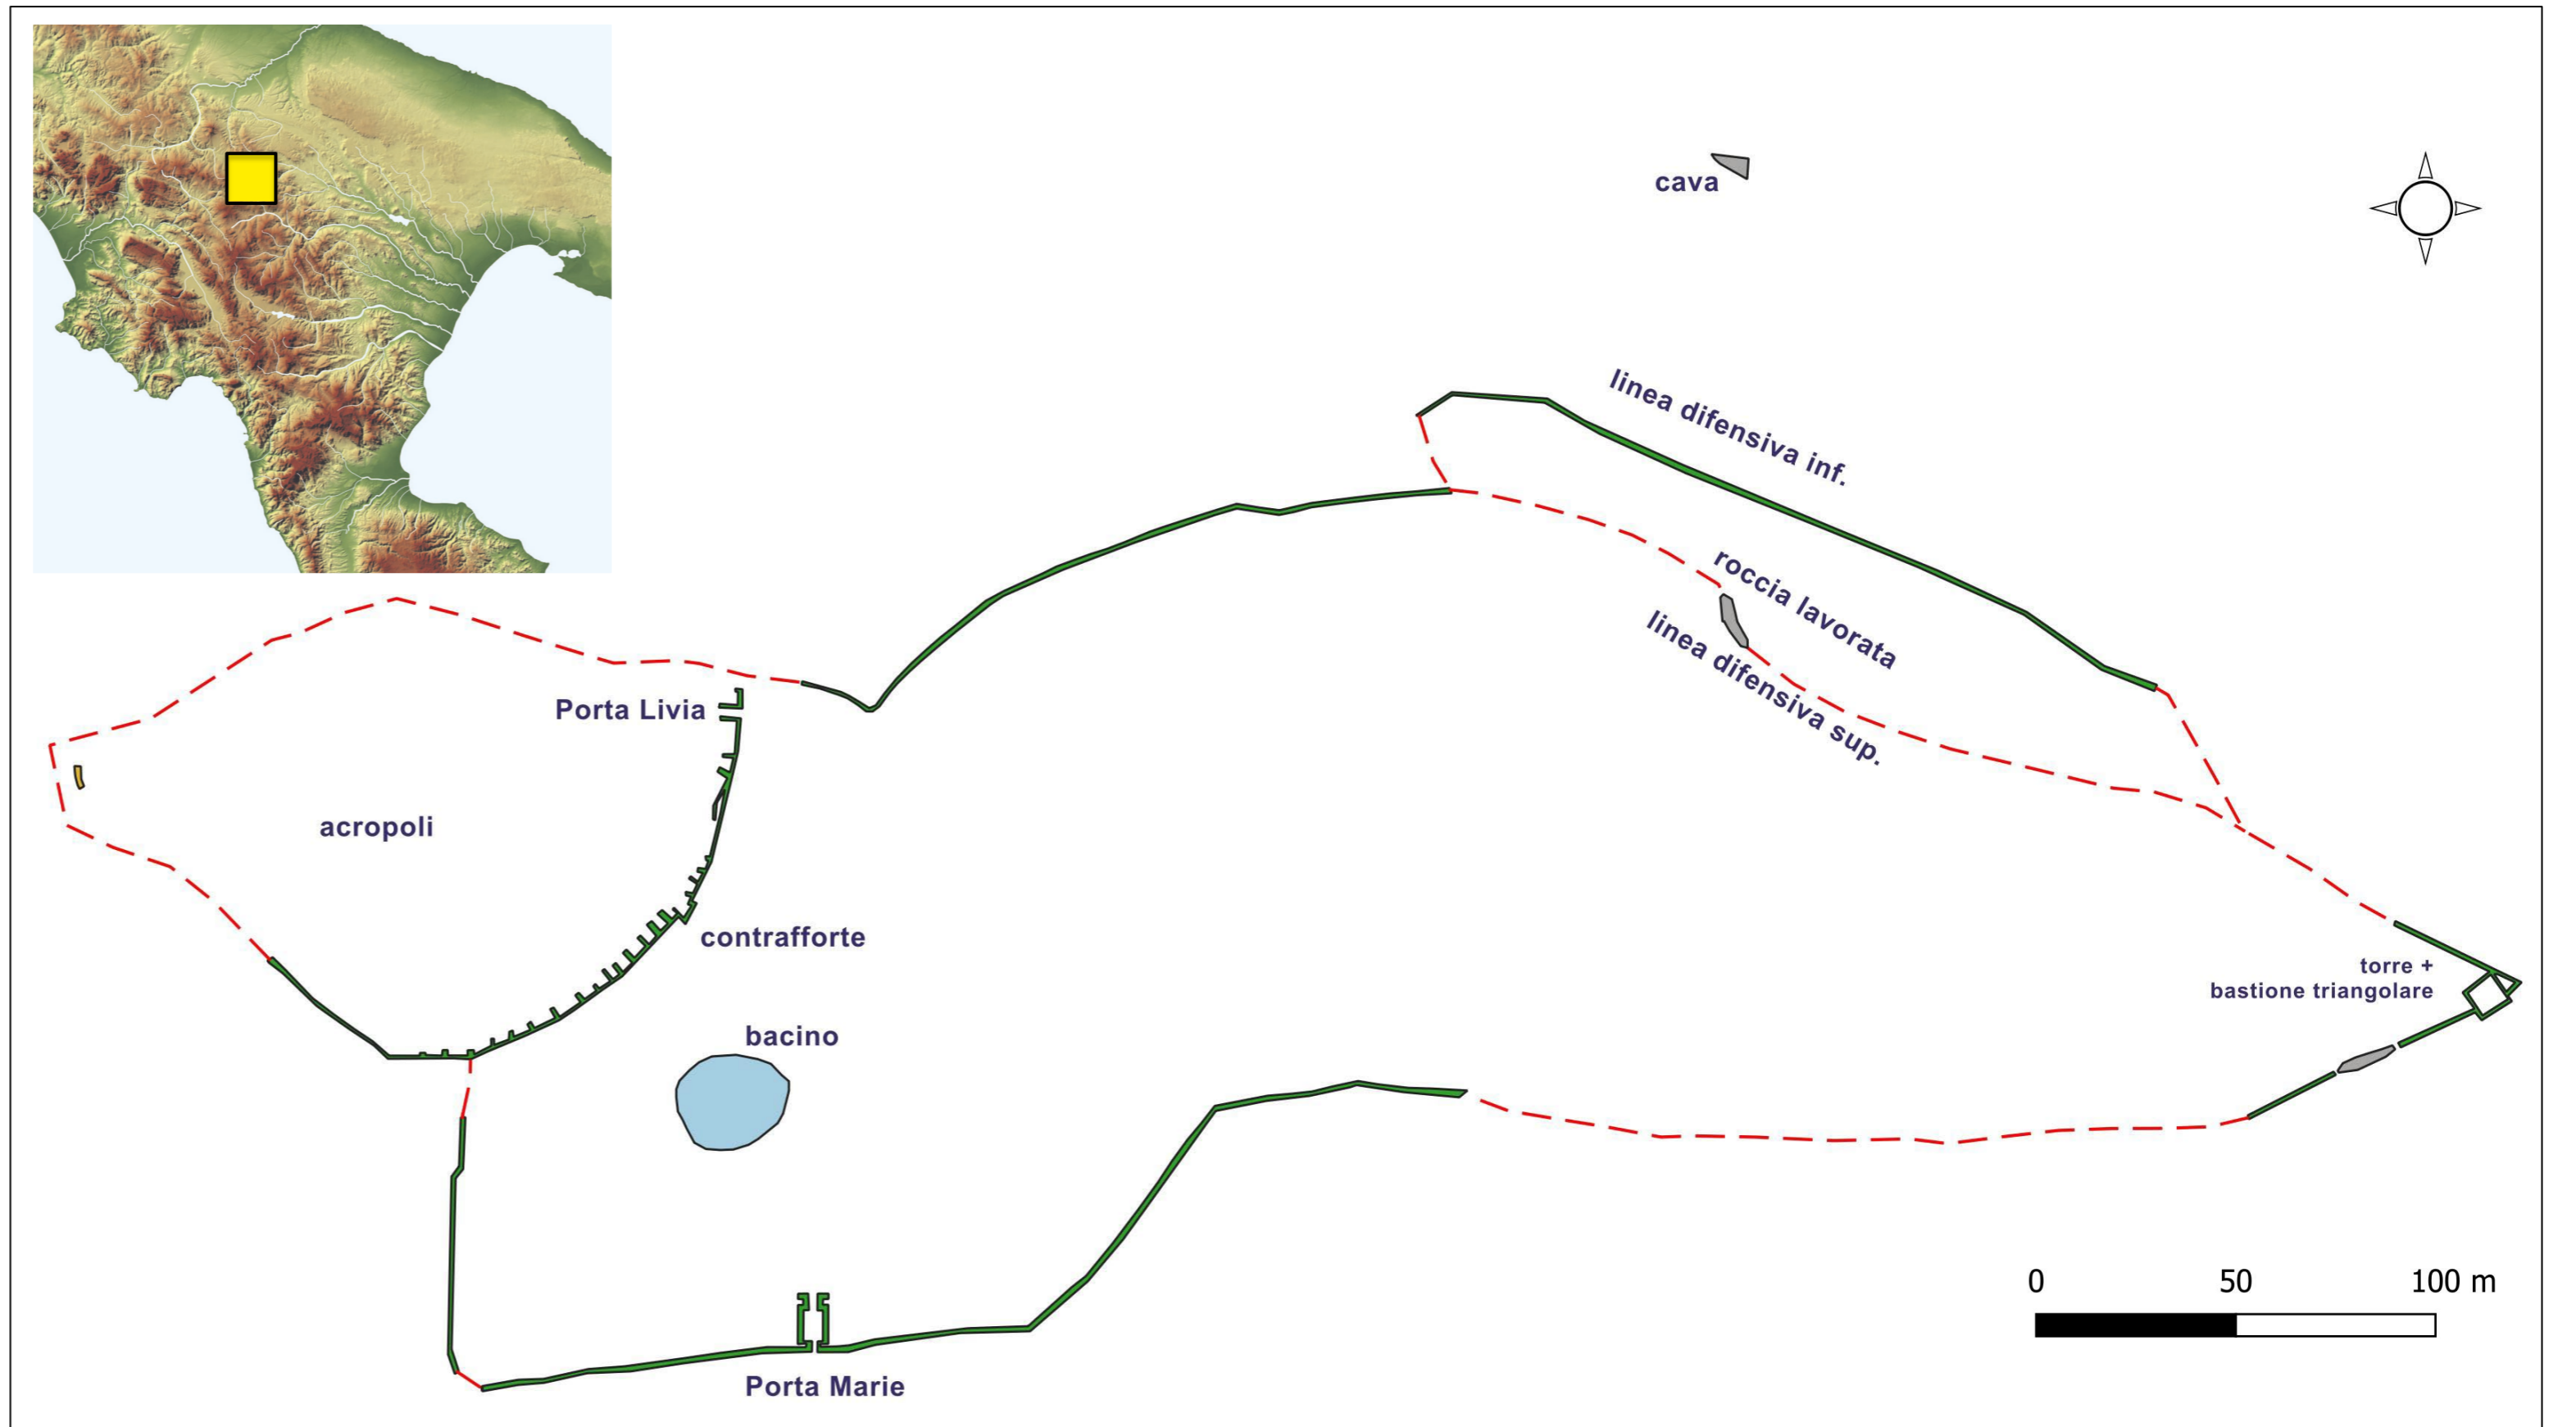 cava
linea difensiva inf.
roccia lavorata
linea difensiva sup.
Porta Livia
acropoli
contrafforte
torre +
bastione triangolare
bacino
0 50 100 m
Porta Marie